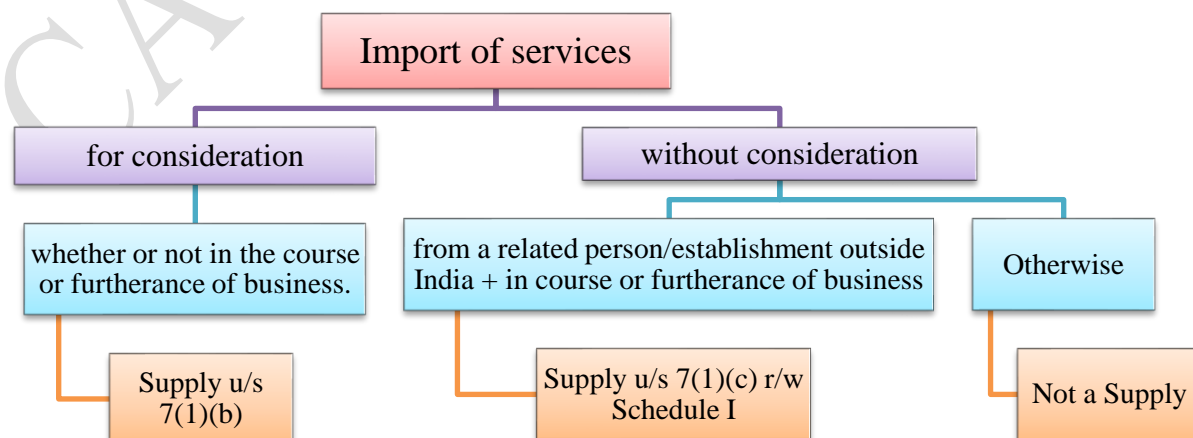 CA
Import of services
for consideration
without consideration
whether or not in the course
or furtherance of business.
from a related person/establishment outside
India + in course or furtherance of business
Otherwise
Supply u/s
7(1)(b)
Supply u/s 7(1)(c) r/w
Schedule I
Not a Supply